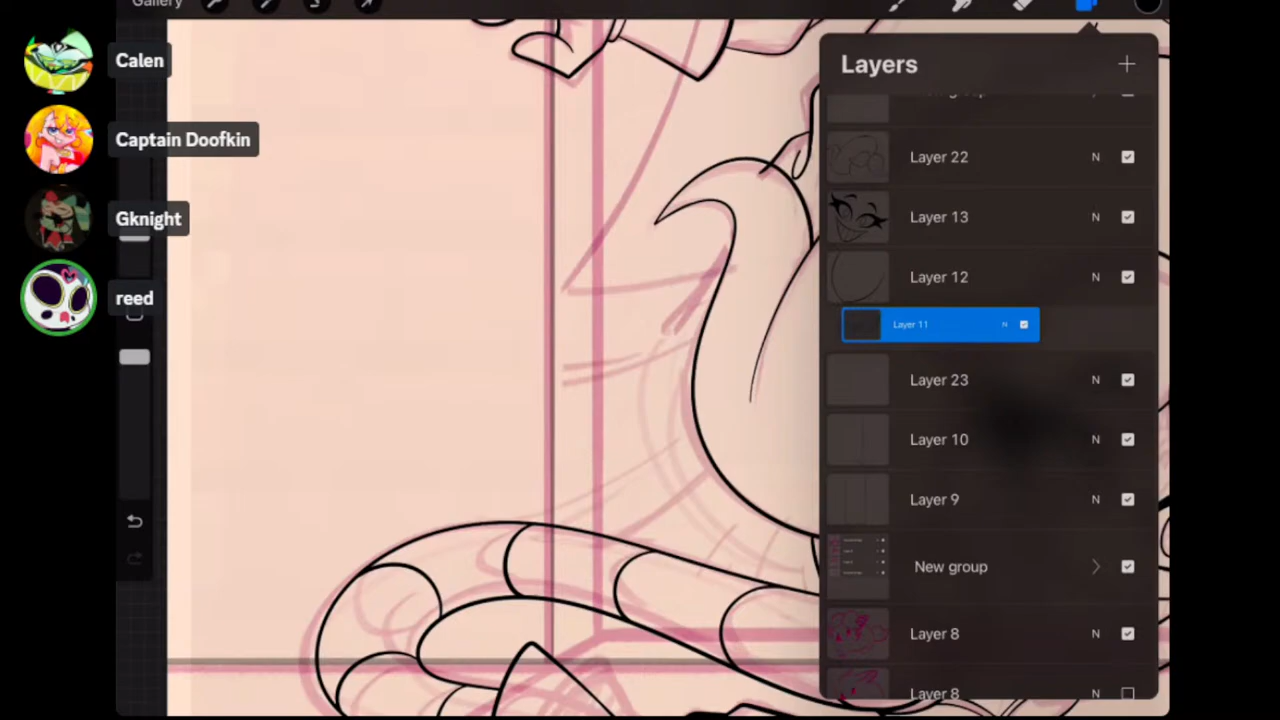 Gallery
Calen
Captain Doofkin
Gknight
reed
Layers
Layer 22 N
Layer 13 N
Layer 12 N
Layer 11 N
Layer 23 N
Layer 10 N
Layer 9 N
New group
Layer 8 N
Layer 8 N